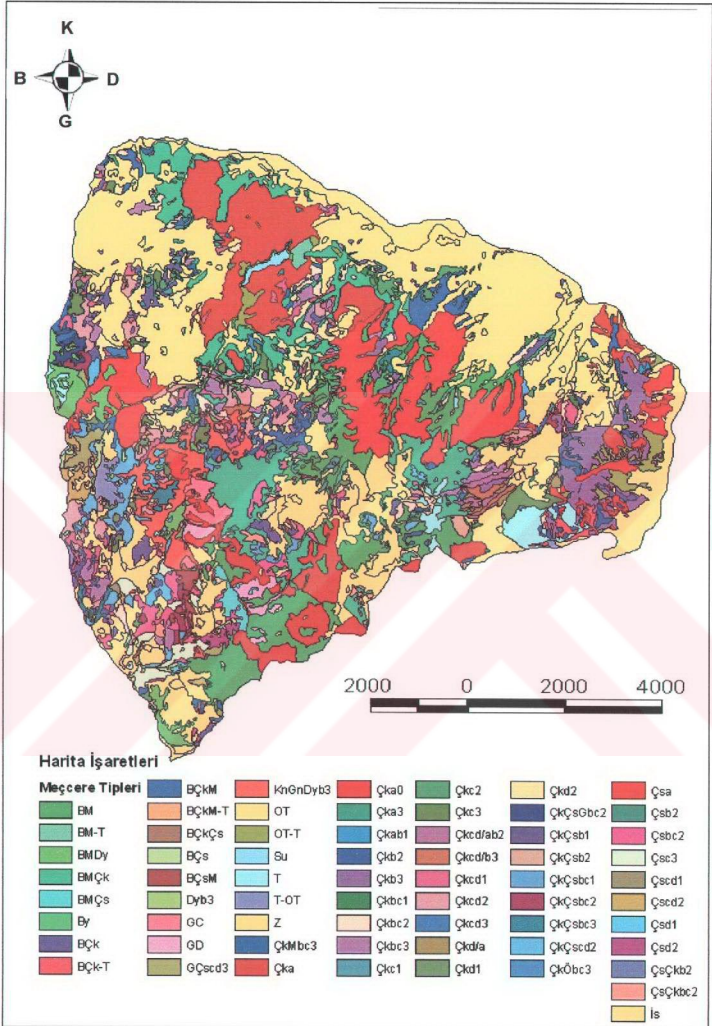 K
B D
G
2000 0 2000 4000
Harita İşaretleri
Meşcere Tipleri
BM
BM-T
BMDy
BMÇk
BMÇs
By
BÇk
BÇk-T
BÇkM
BÇkM-T
BÇkÇs
BÇs
BÇsM
Dyb3
GC
GD
GÇscd3
KnGnDyb3
OT
OT-T
Su
T
T-OT
Z
ÇkMbc3
Çka
Çka0
Çka3
Çkab1
Çkb2
Çkb3
Çkbc1
Çkbc2
Çkbc3
Çkc1
Çkc2
Çkc3
Çkcd/ab2
Çkcd/b3
Çkcd1
Çkcd2
Çkcd3
Çkd/a
Çkd1
Çkd2
ÇkÇsGbc2
ÇkÇsb1
ÇkÇsb2
ÇkÇsbc1
ÇkÇsbc2
ÇkÇsbc3
ÇkÇscd2
ÇkÖbc3
Çsa
Çsb2
Çsbc2
Çsc3
Çscd1
Çscd2
Çsd1
Çsd2
ÇsÇkb2
ÇsÇkbc2
İs